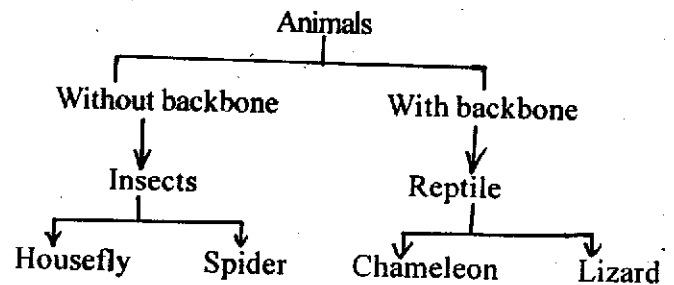 Animals
Without backbone
With backbone
Insects
Reptile
Housefly
Spider
Chameleon
Lizard